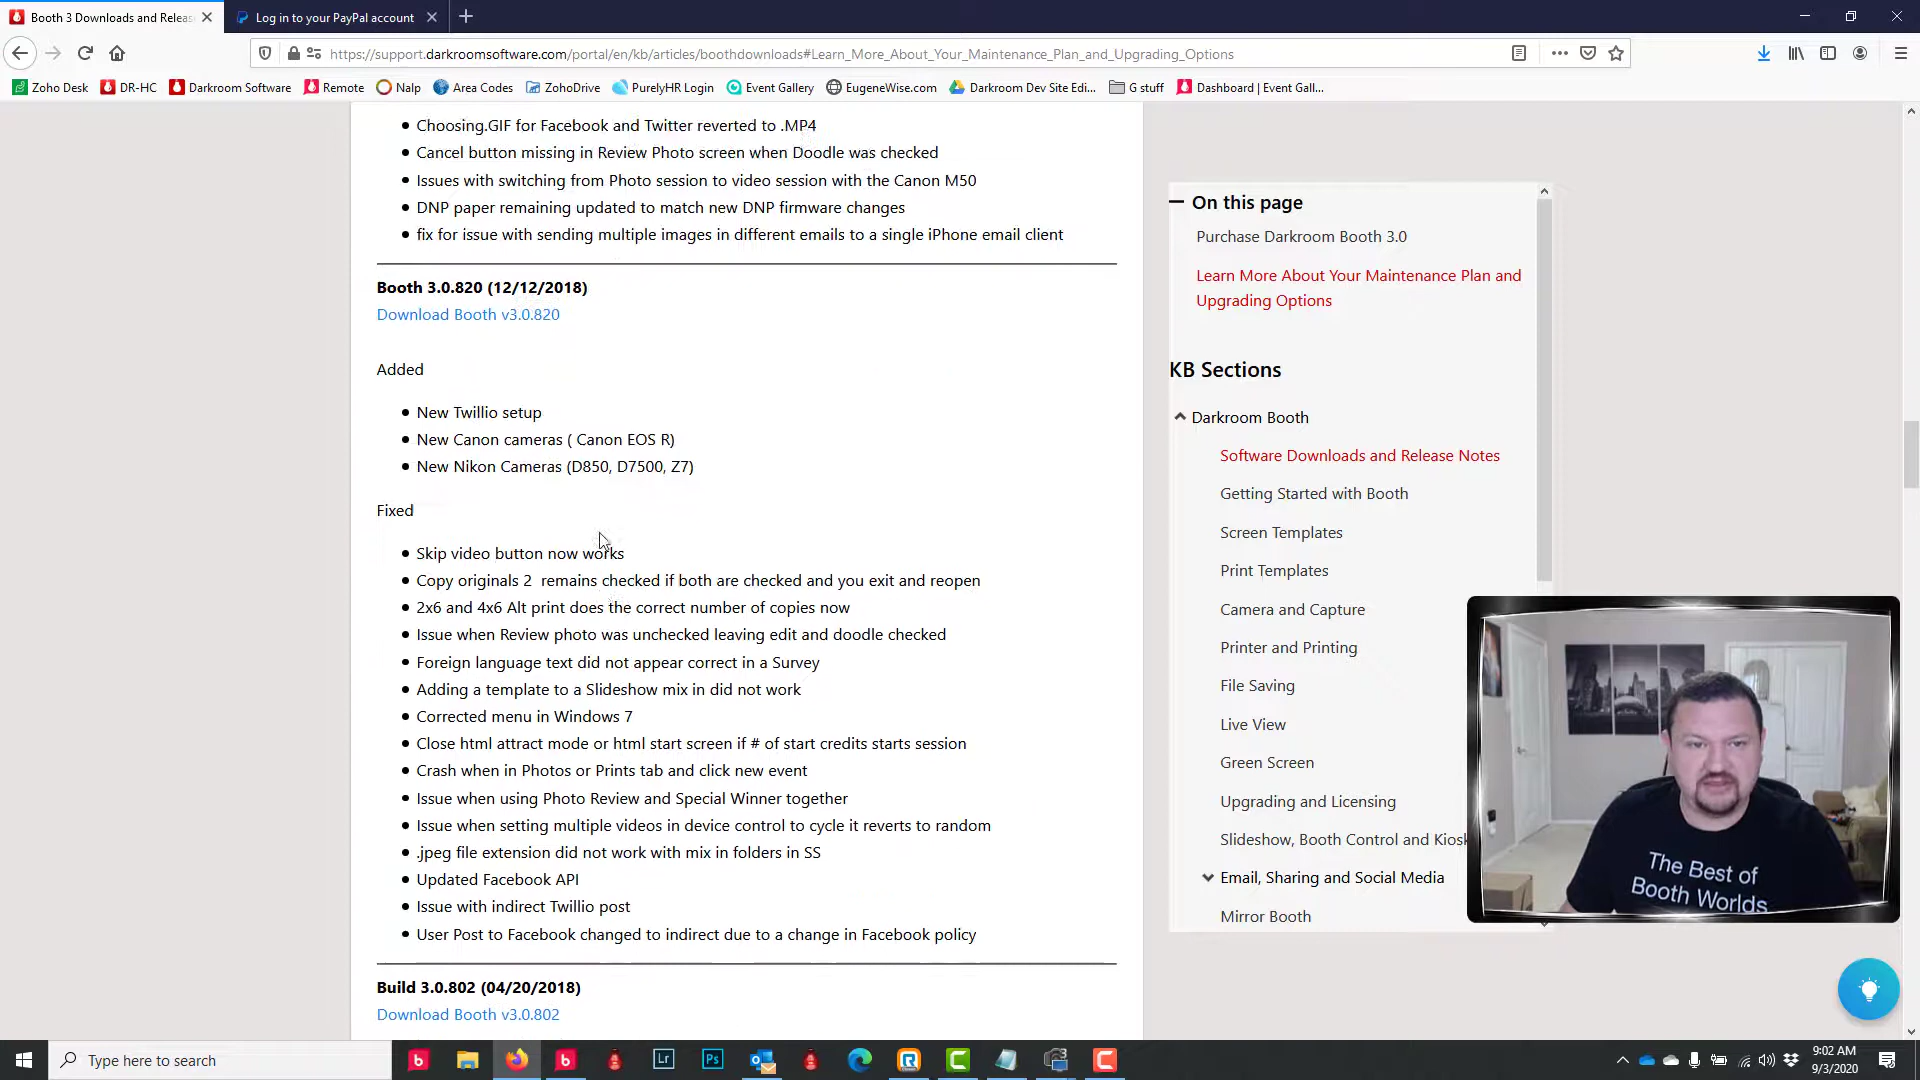 Booth 3 Downloads and Releas
Log in to your PayPal account
https://support.darkroomsoftware.com/portal/en/kb/articles/boothdownloads#Learn_More_About_Your_Maintenance_Plan_and_Upgrading_Options
Zoho Desk
DR-HC
Darkroom Software
Remote
Nalp
Area Codes
ZohoDrive
PurelyHR Login
Event Gallery
EugeneWise.com
Darkroom Dev Site Edi...
G stuff
Dashboard | Event Gall...
Choosing.GIF for Facebook and Twitter reverted to .MP4
Cancel button missing in Review Photo screen when Doodle was checked
Issues with switching from Photo session to video session with the Canon M50
DNP paper remaining updated to match new DNP firmware changes
fix for issue with sending multiple images in different emails to a single iPhone email client
Booth 3.0.820 (12/12/2018)
Download Booth v3.0.820
Added
New Twillio setup
New Canon cameras ( Canon EOS R)
New Nikon Cameras (D850, D7500, Z7)
Fixed
Skip video button now works
Copy originals 2  remains checked if both are checked and you exit and reopen
2x6 and 4x6 Alt print does the correct number of copies now
Issue when Review photo was unchecked leaving edit and doodle checked
Foreign language text did not appear correct in a Survey
Adding a template to a Slideshow mix in did not work
Corrected menu in Windows 7
Close html attract mode or html start screen if # of start credits starts session
Crash when in Photos or Prints tab and click new event
Issue when using Photo Review and Special Winner together
Issue when setting multiple videos in device control to cycle it reverts to random
.jpeg file extension did not work with mix in folders in SS
Updated Facebook API
Issue with indirect Twillio post
User Post to Facebook changed to indirect due to a change in Facebook policy
Build 3.0.802 (04/20/2018)
Download Booth v3.0.802
On this page
Purchase Darkroom Booth 3.0
Learn More About Your Maintenance Plan and
Upgrading Options
KB Sections
Darkroom Booth
Software Downloads and Release Notes
Getting Started with Booth
Screen Templates
Print Templates
Camera and Capture
Printer and Printing
File Saving
Live View
Green Screen
Upgrading and Licensing
Slideshow, Booth Control and Kiosk
Email, Sharing and Social Media
Mirror Booth
The Best of
Booth Worlds
Type here to search
Lr
Ps
9:02 AM
9/3/2020